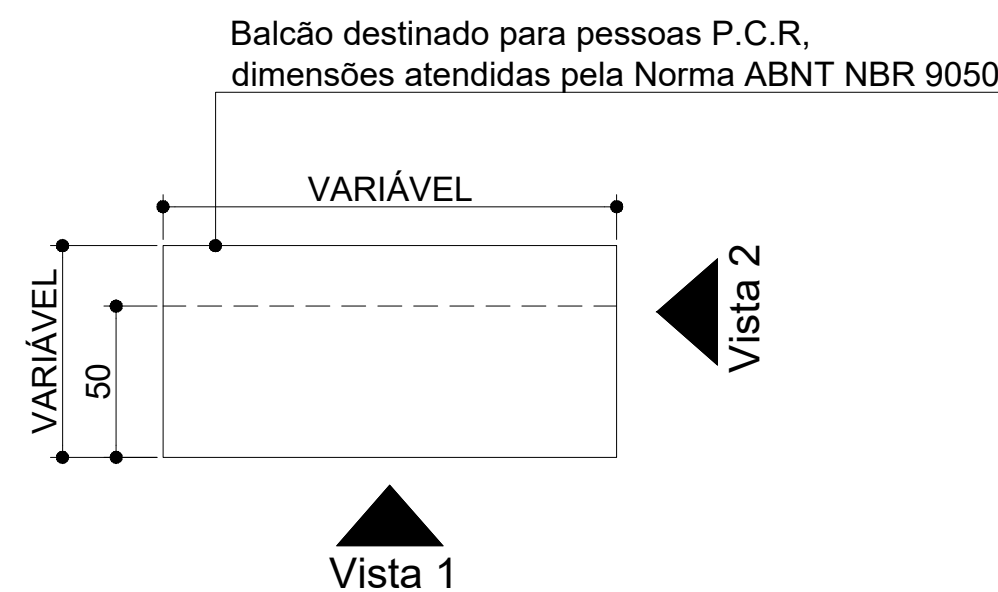 Balcão destinado para pessoas P.C.R,
dimensões atendidas pela Norma ABNT NBR 9050
VARIÁVEL
VARIÁVEL
50
Vista 2
Vista 1